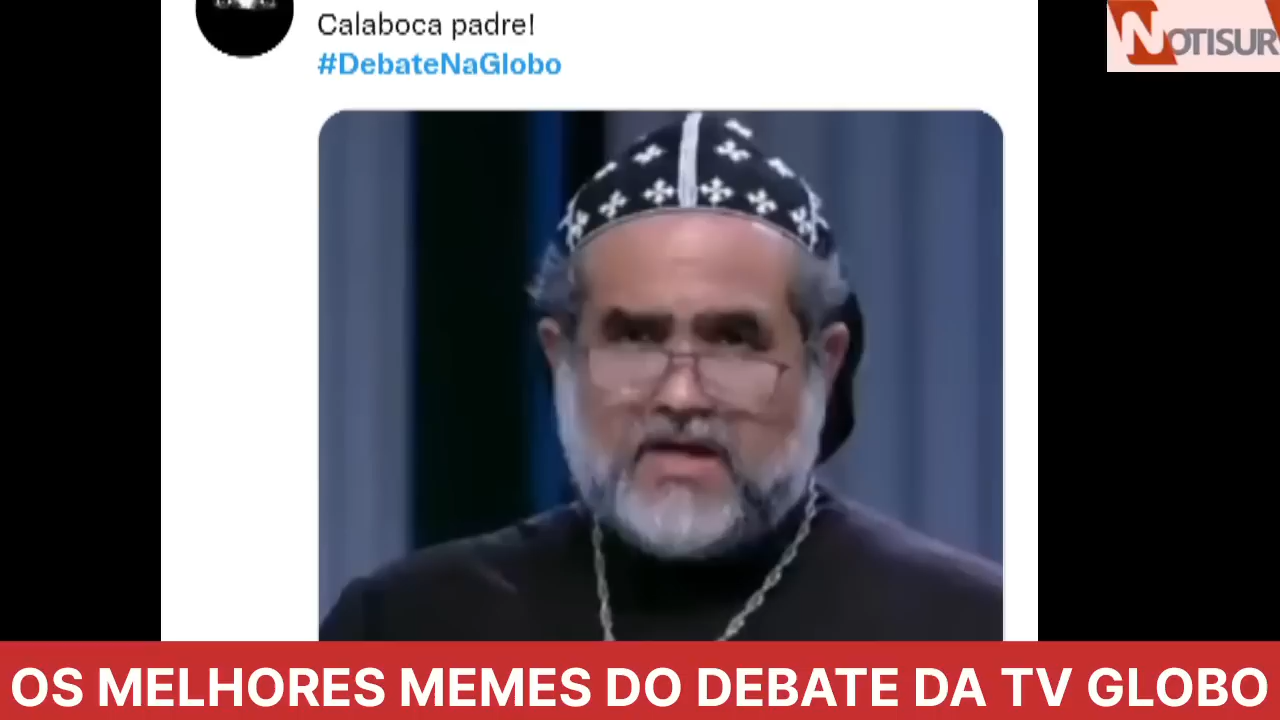 Calaboca padre!
NOTISUR
#DebateNaGlobo
OS MELHORES MEMES DO DEBATE DA TV GLOBO